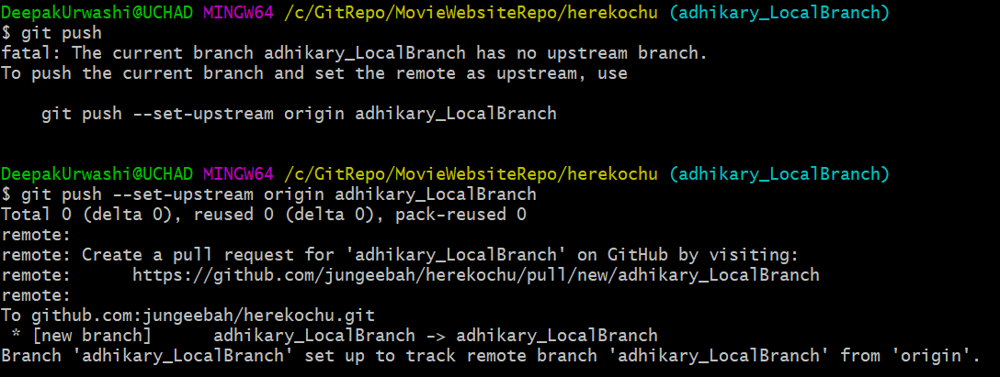 DeepakUrwashi@UCHAD MINGW64 /c/GitRepo/MovieWebsiteRepo/herekochu (adhikary_LocalBranch)
$ git push
fatal: The current branch adhikary_LocalBranch has no upstream branch.
To push the current branch and set the remote as upstream, use
    git push --set-upstream origin adhikary_LocalBranch
DeepakUrwashi@UCHAD MINGW64 /c/GitRepo/MovieWebsiteRepo/herekochu (adhikary_LocalBranch)
$ git push --set-upstream origin adhikary_LocalBranch
Total 0 (delta 0), reused 0 (delta 0), pack-reused 0
remote:
remote: Create a pull request for 'adhikary_LocalBranch' on GitHub by visiting:
remote:      https://github.com/jungeebah/herekochu/pull/new/adhikary_LocalBranch
remote:
To github.com:jungeebah/herekochu.git
 * [new branch]      adhikary_LocalBranch -> adhikary_LocalBranch
Branch 'adhikary_LocalBranch' set up to track remote branch 'adhikary_LocalBranch' from 'origin'.